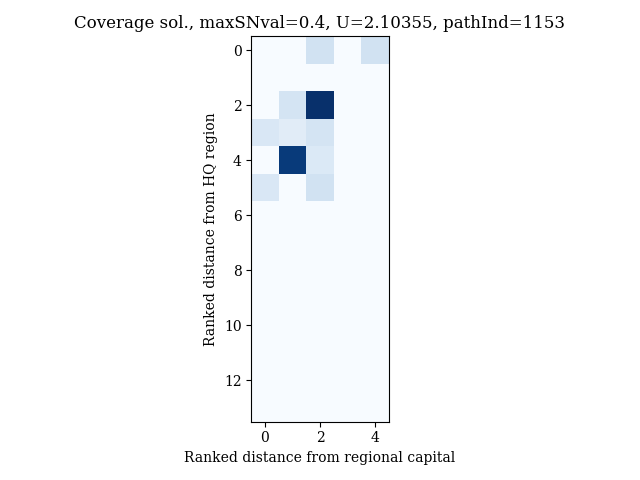 Coverage sol., maxSNval=0.4, U=2.10355, pathInd=1153
Ranked distance from HQ region
0
2
4
6
8
10
12
0 2 4
Ranked distance from regional capital